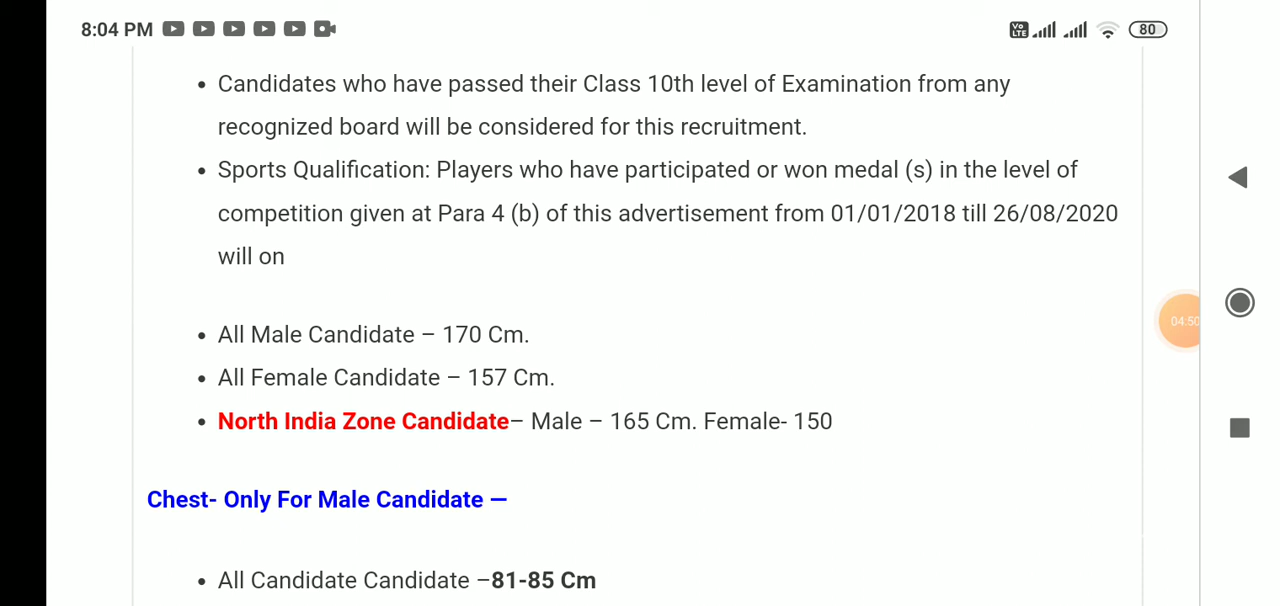 8:04 PM
Vo LTE
80
Candidates who have passed their Class 10th level of Examination from any
recognized board will be considered for this recruitment.
Sports Qualification: Players who have participated or won medal (s) in the level of
competition given at Para 4 (b) of this advertisement from 01/01/2018 till 26/08/2020
will on
04:50
All Male Candidate – 170 Cm.
All Female Candidate – 157 Cm.
North India Zone Candidate– Male – 165 Cm. Female- 150
Chest- Only For Male Candidate —
All Candidate Candidate –81-85 Cm